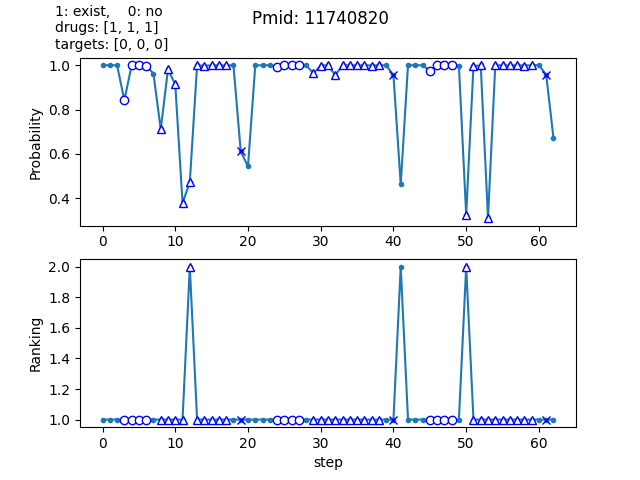 1: exist,    0: no
drugs: [1, 1, 1]
targets: [0, 0, 0]
Pmid: 11740820
1.0
0.8
0.6
0.4
Probability
0 10 20 30 40 50 60
2.0
1.8
1.6
1.4
1.2
1.0
Ranking
0 10 20 30 40 50 60
step